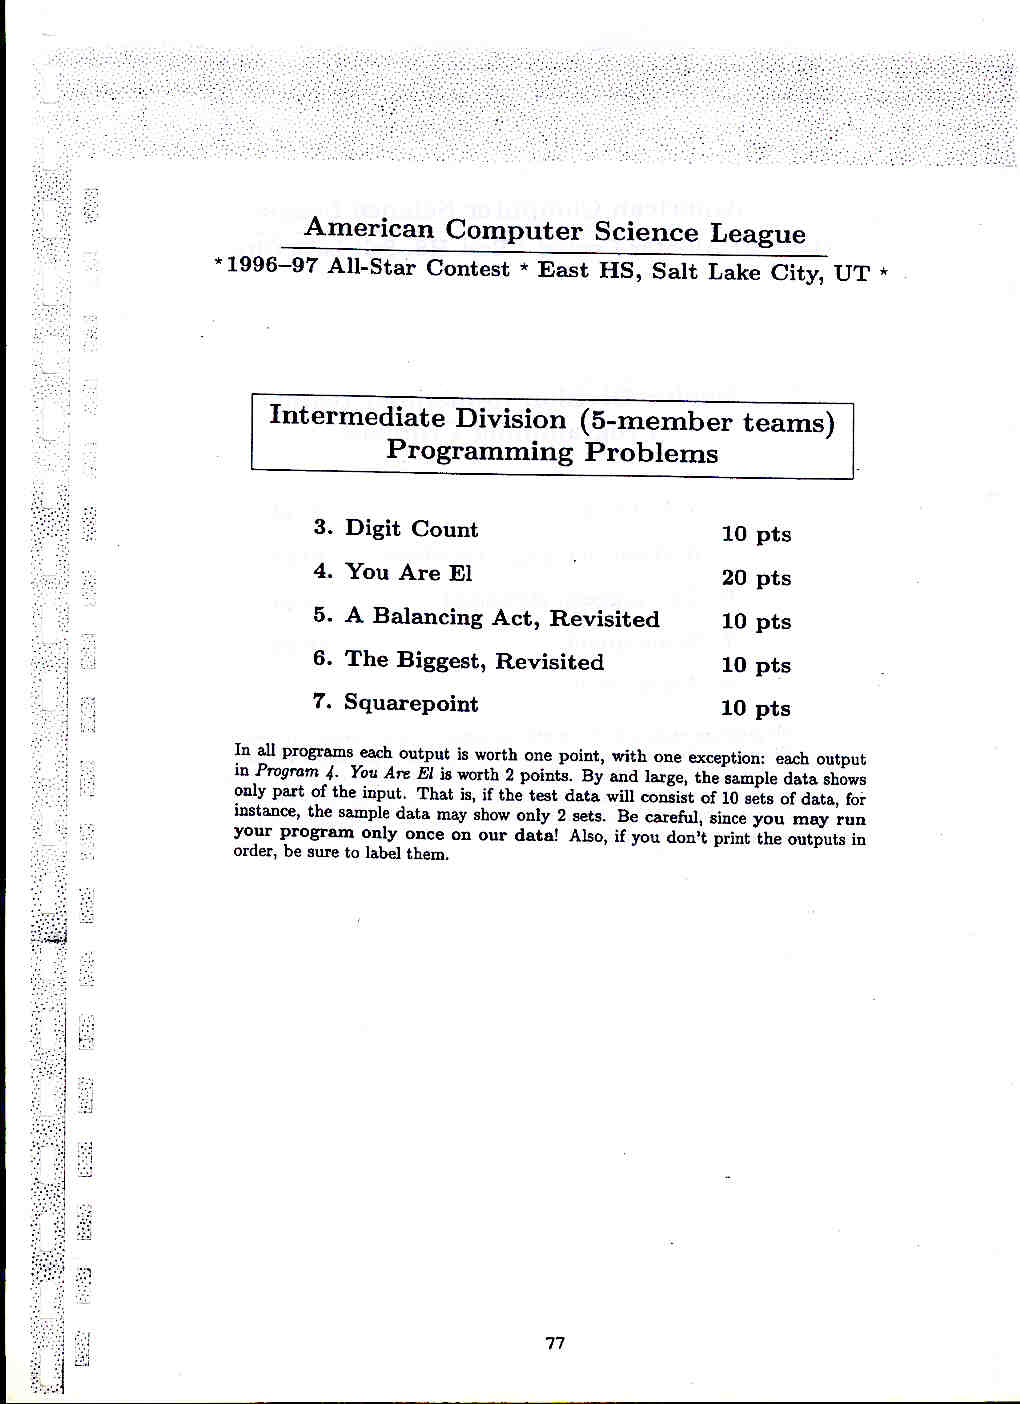 American Computer Science League
*1996–97 All-Star Contest * East HS, Salt Lake City, UT *
Intermediate Division (5-member teams)
Programming Problems
3. Digit Count 10 pts
4. You Are El 20 pts
5. A Balancing Act, Revisited 10 pts
6. The Biggest, Revisited 10 pts
7. Squarepoint 10 pts
In all programs each output is worth one point, with one exception: each output
in Program 4. You Are El is worth 2 points. By and large, the sample data shows
only part of the input. That is, if the test data will consist of 10 sets of data, for
instance, the sample data may show only 2 sets. Be careful, since you may run
your program only once on our data! Also, if you don't print the outputs in
order, be sure to label them.
77